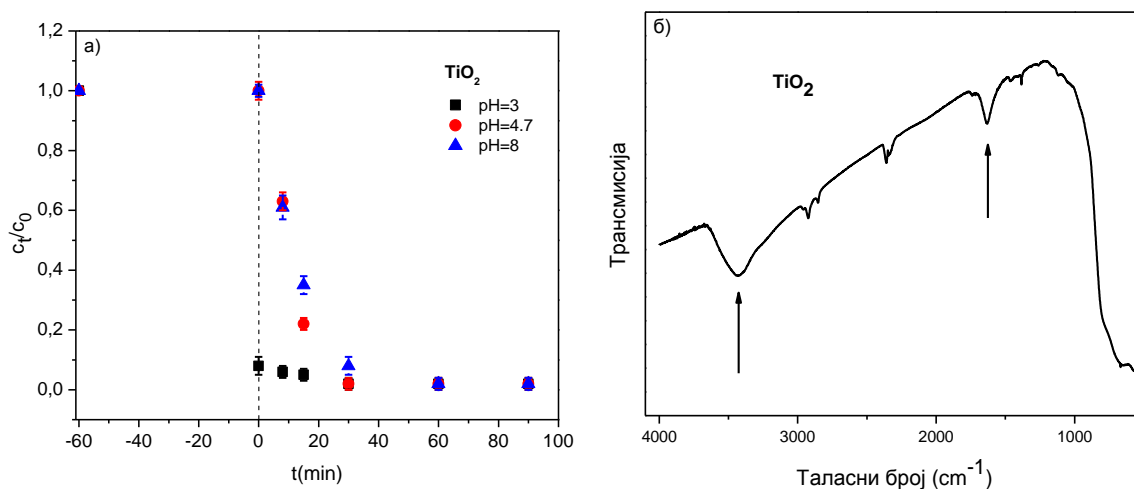 а)
TiO2
pH=3
pH=4.7
pH=8
1,2
1,0
0,8
0,6
0,4
0,2
0,0
ct/c0
-60 -40 -20 0 20 40 60 80 100
t(min)
б)
TiO2
Трансмисија
4000 3000 2000 1000
Таласни број (cm-1)